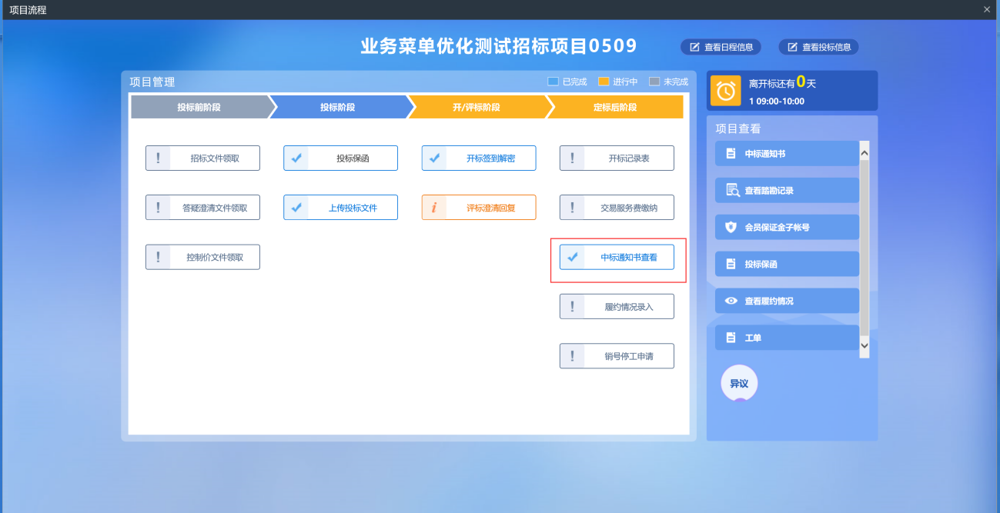 项目流程
业务菜单优化测试招标项目0509
查看日程信息
查看投标信息
项目管理
已完成
进行中
未完成
投标前阶段
投标阶段
开/评标阶段
定标后阶段
招标文件领取
投标保函
开标签到解密
开标记录表
答疑澄清文件领取
上传投标文件
评标澄清回复
交易服务费缴纳
控制价文件领取
中标通知书查看
履约情况录入
销号停工申请
离开标还有0天
1 09:00-10:00
项目查看
中标通知书
查看踏勘记录
会员保证金子帐号
投标保函
查看履约情况
工单
异议